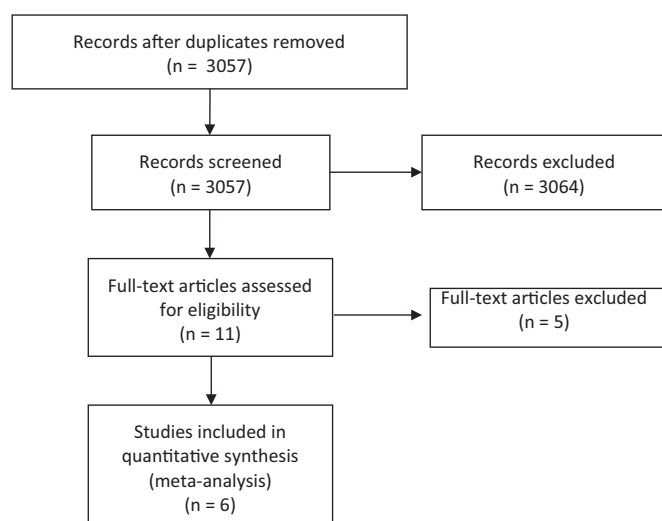 Records after duplicates removed
(n = 3057)
Records screened
(n = 3057)
Records excluded
(n = 3064)
Full-text articles assessed
for eligibility
(n = 11)
Full-text articles excluded
(n = 5)
Studies included in
quantitative synthesis
(meta-analysis)
(n = 6)